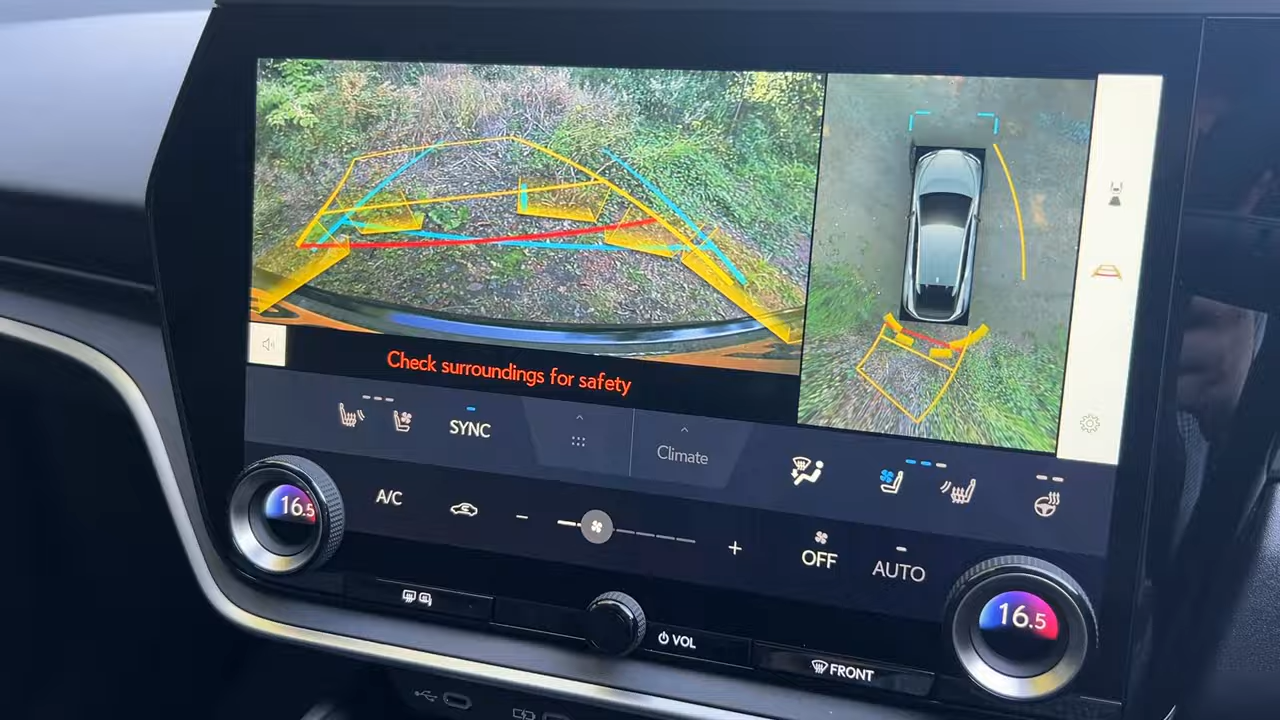 Check surroundings for safety
SYNC
Climate
16.5
A/C
OFF
AUTO
16.5
VOL
FRONT